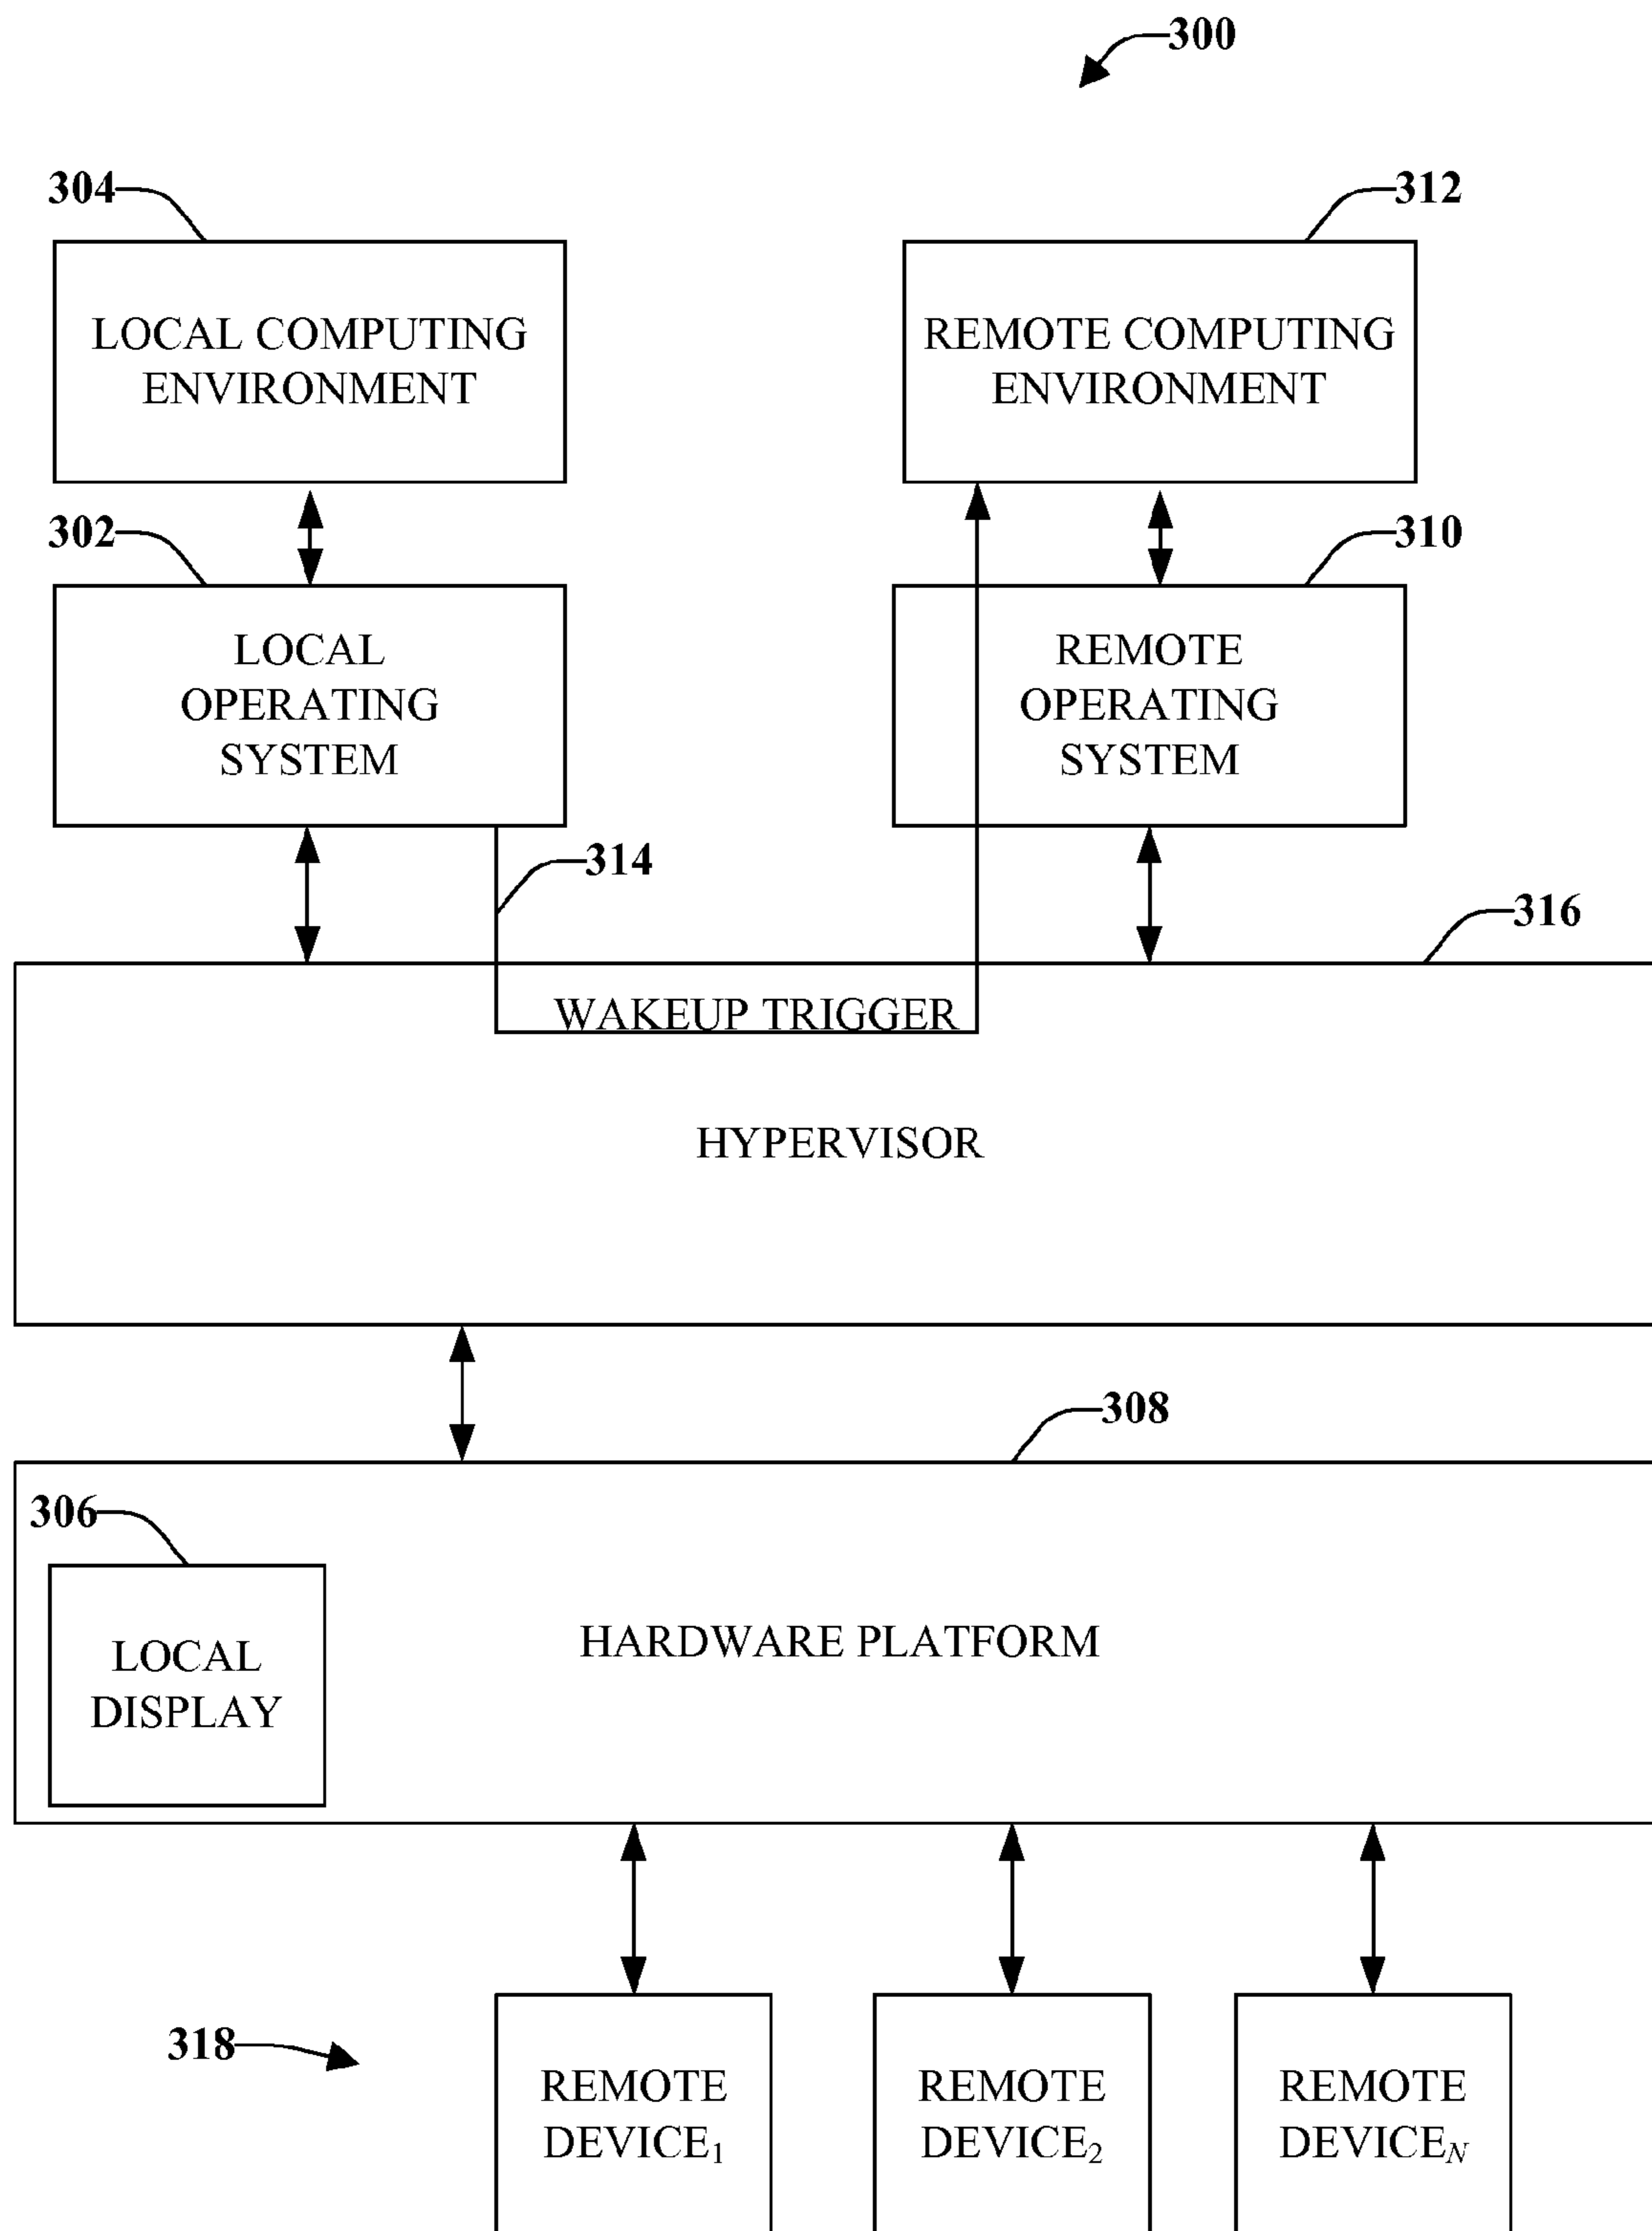 300
304
312
LOCAL COMPUTING
ENVIRONMENT
REMOTE COMPUTING
ENVIRONMENT
302
310
LOCAL
OPERATING
SYSTEM
REMOTE
OPERATING
SYSTEM
314
316
WAKEUP TRIGGER
HYPERVISOR
308
306
LOCAL
DISPLAY
HARDWARE PLATFORM
318
REMOTE
DEVICE1
REMOTE
DEVICE2
REMOTE
DEVICEN